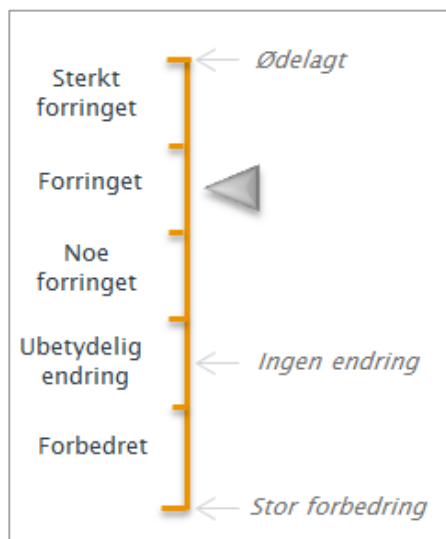 Ødelagt
Sterkt
forringet
Forringet
Noe
forringet
Ubetydelig
endring
Ingen endring
Forbedret
Stor forbedring